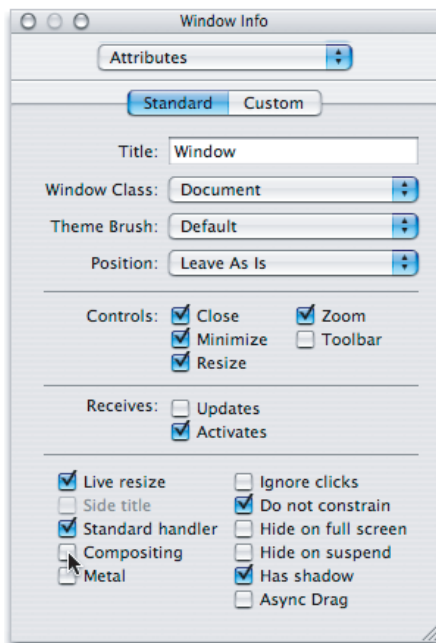 Window Info
Attributes
Standard Custom
Title: Window
Window Class: Document
Theme Brush: Default
Position: Leave As Is
Controls: Close Zoom
Minimize Toolbar
Resize
Receives: Updates
Activates
Live resize Ignore clicks
Side title Do not constrain
Standard handler Hide on full screen
Compositing Hide on suspend
Metal Has shadow
Async Drag